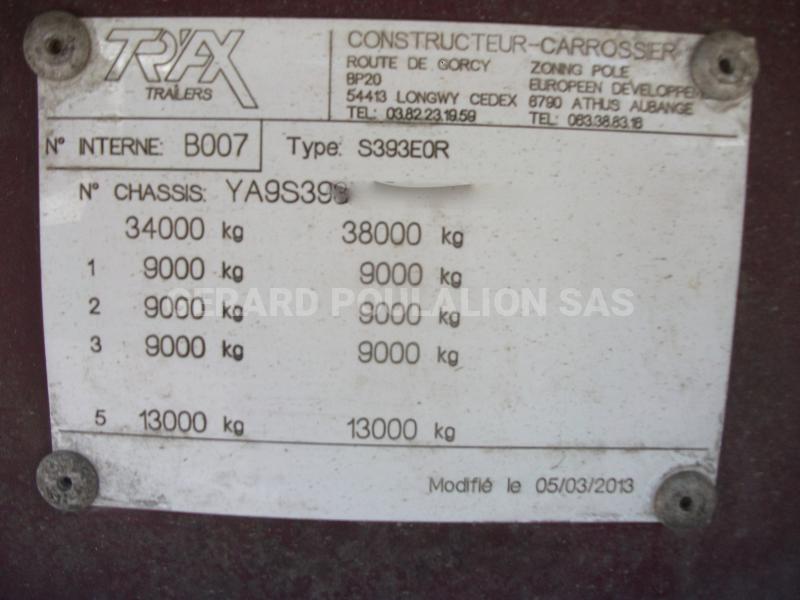 TRAX
TRAILERS
CONSTRUCTEUR-CARROSSIER
ROUTE DE GORCY
BP20
54413 LONGWY CEDEX
TEL: 03.82.23.19.59
ZONING POLE
EUROPEEN DEVELOPPEM
6790 ATHUS AUBANGE
TEL: 063.38.83.18
N° INTERNE: B007 Type: S393E0R
N° CHASSIS: YA9S393
34000 kg 38000 kg
1 9000 kg 9000 kg
2 9000 kg 9000 kg
GERARD POULALION SAS
3 9000 kg 9000 kg
5 13000 kg 13000 kg
Modifié le 05/03/2013